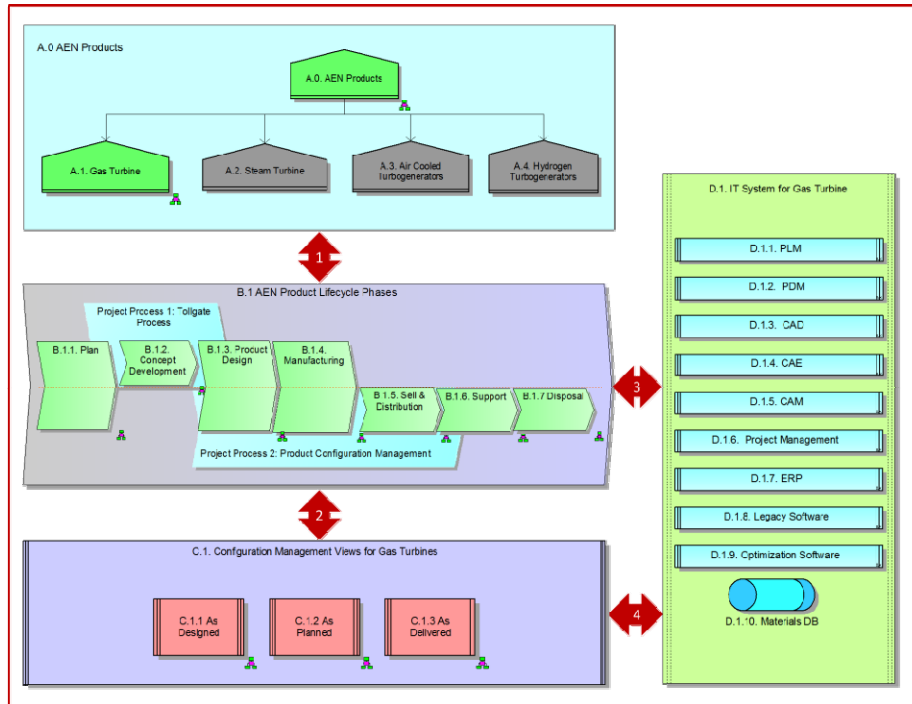 A.0 AEN Products
A.0. AEN Products
A.1. Gas Turbine
A.2. Steam Turbine
A.3. Air Cooled
Turbogenerators
A.4. Hydrogen
Turbogenerators
1
B.1 AEN Product Lifecycle Phases
Project Process 1: Tollgate
Process
B.1.1. Plan
B.1.2.
Concept
Development
B.1.3. Product
Design
B.1.4.
Manufacturing
B.1.5. Sell &
Distribution
B.1.6. Support
B.1.7 Disposal
Project Process 2: Product Configuration Management
2
C.1. Configuration Management Views for Gas Turbines
C.1.1 As
Designed
C.1.2 As
Planned
C.1.3 As
Delivered
3
4
D.1. IT System for Gas Turbine
D.1.1. PLM
D.1.2. PDM
D.1.3. CAD
D.1.4. CAE
D.1.5. CAM
D.1.6. Project Management
D.1.7. ERP
D.1.8. Legacy Software
D.1.9. Optimization Software
D.1.10. Materials DB